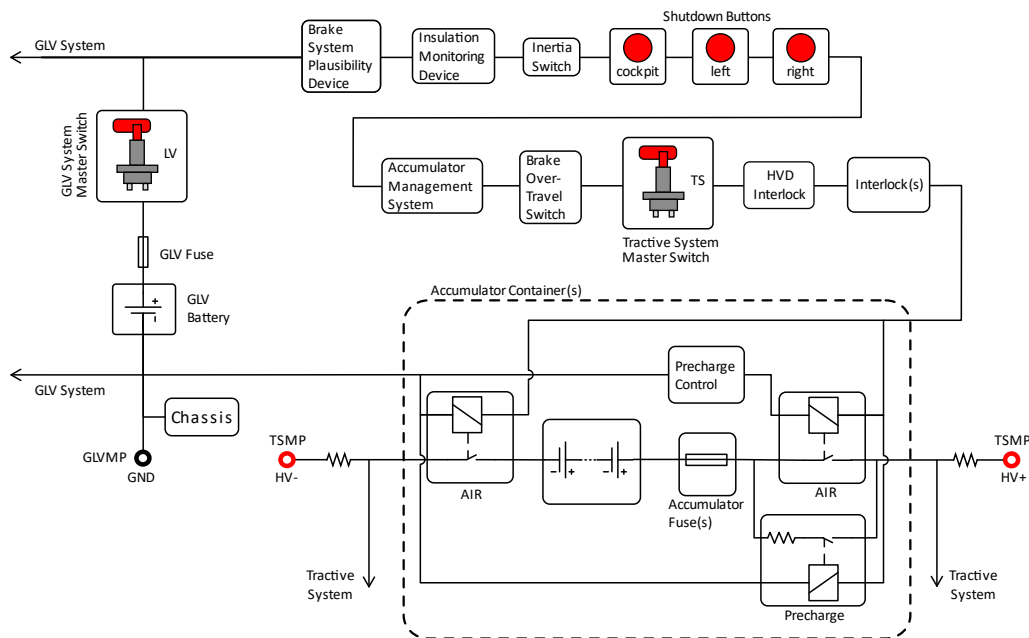 Shutdown Buttons
GLV System
Brake
System
Plausibility
Device
Insulation
Monitoring
Device
Inertia
Switch
cockpit
left
right
GLV System
Master Switch
LV
Accumulator
Management
System
Brake
Over-
Travel
Switch
TS
HVD
Interlock
Interlock(s)
Tractive System
Master Switch
GLV Fuse
GLV
Battery
+
-
Accumulator Container(s)
GLV System
Precharge
Control
Chassis
GLVMP
GND
TSMP
HV-
AIR
- + - +
Accumulator
Fuse(s)
AIR
TSMP
HV+
Tractive
System
Precharge
Tractive
System